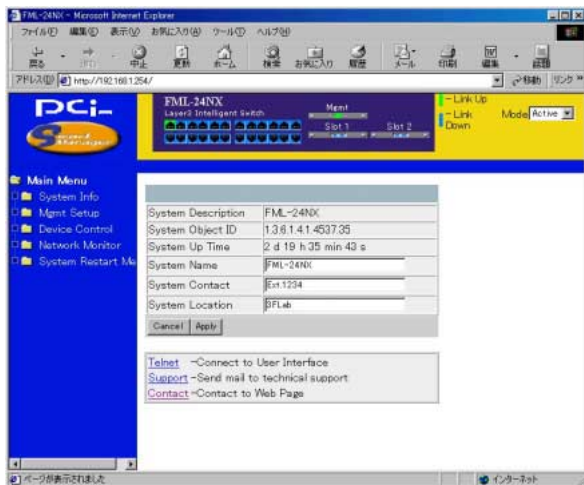 FML-24NX - Microsoft Internet Explorer
ファイル(F) 編集(E) 表示(V) お気に入り(A) ツール(T) ヘルプ(H)
戻る 中止 更新 ホーム 検索 お気に入り 履歴 メール 印刷 編集
アドレス(D) http://192.168.1.254/ 移動 リンク
PCi
FML-24NX
Layer3 Intelligent Switch
Mgmt
Slot 1 Slot 2
Link Up
Link Down
Mode Active
Main Menu
System Info
Mgmt Setup
Device Control
Network Monitor
System Restart Me
System Description FML-24NX
System Object ID 1.3.6.1.4.1.4537.35
System Up Time 2 d 19 h 35 min 43 s
System Name FML-24NX
System Contact Ext.1234
System Location 3FLab
Cancel Apply
Telnet -Connect to User Interface
Support -Send mail to technical support
Contact -Contact to Web Page
ページが表示されました インターネット